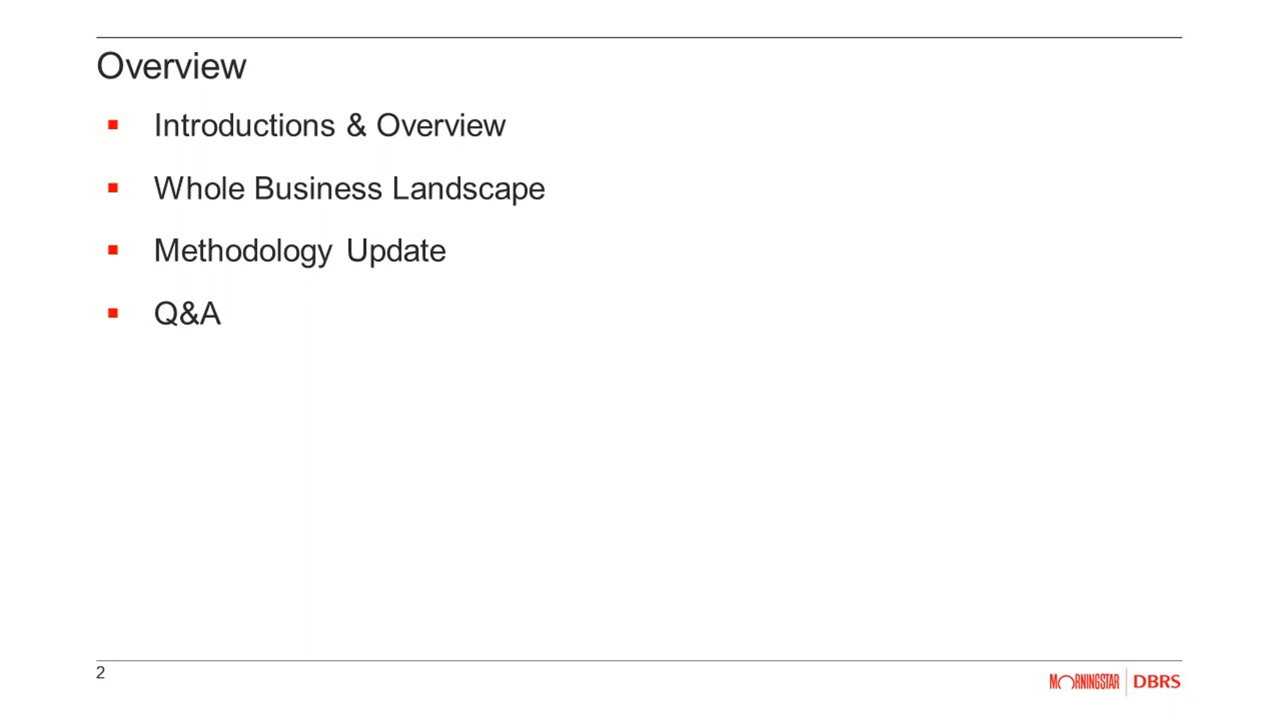 Overview
Introductions & Overview
Whole Business Landscape
Methodology Update
Q&A
2
MORNINGSTAR DBRS